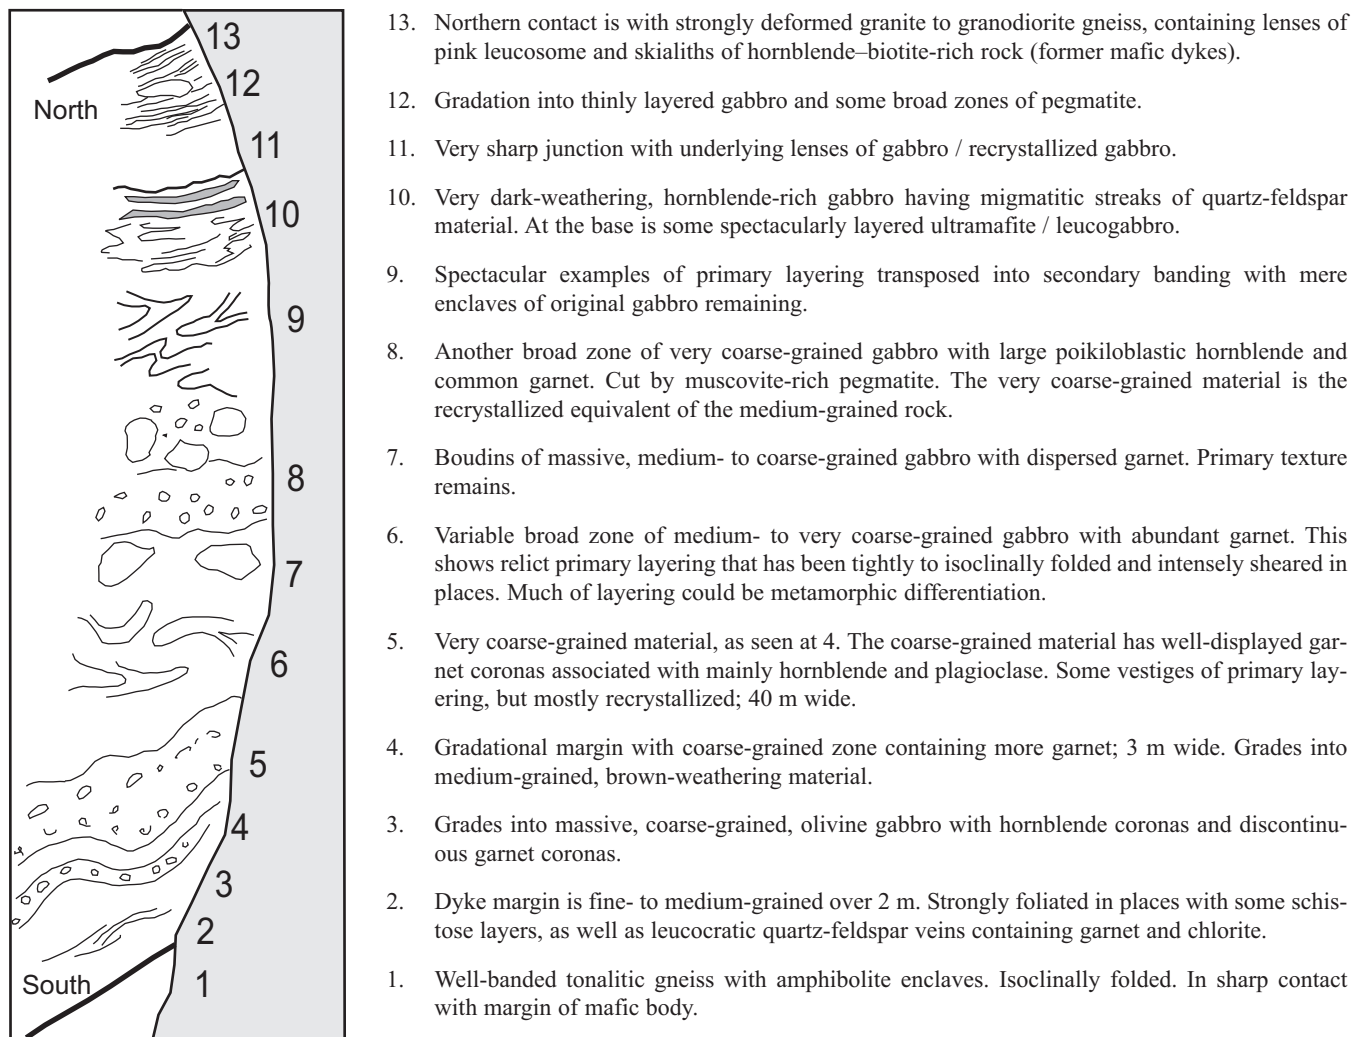 13
12
North
11
10
9
8
7
6
5
4
3
2
South
1
13. Northern contact is with strongly deformed granite to granodiorite gneiss, containing lenses of
pink leucosome and skialiths of hornblende–biotite-rich rock (former mafic dykes).
12. Gradation into thinly layered gabbro and some broad zones of pegmatite.
11. Very sharp junction with underlying lenses of gabbro / recrystallized gabbro.
10. Very dark-weathering, hornblende-rich gabbro having migmatitic streaks of quartz-feldspar
material. At the base is some spectacularly layered ultramafite / leucogabbro.
9. Spectacular examples of primary layering transposed into secondary banding with mere
enclaves of original gabbro remaining.
8. Another broad zone of very coarse-grained gabbro with large poikiloblastic hornblende and
common garnet. Cut by muscovite-rich pegmatite. The very coarse-grained material is the
recrystallized equivalent of the medium-grained rock.
7. Boudins of massive, medium- to coarse-grained gabbro with dispersed garnet. Primary texture
remains.
6. Variable broad zone of medium- to very coarse-grained gabbro with abundant garnet. This
shows relict primary layering that has been tightly to isoclinally folded and intensely sheared in
places. Much of layering could be metamorphic differentiation.
5. Very coarse-grained material, as seen at 4. The coarse-grained material has well-displayed gar-
net coronas associated with mainly hornblende and plagioclase. Some vestiges of primary lay-
ering, but mostly recrystallized; 40 m wide.
4. Gradational margin with coarse-grained zone containing more garnet; 3 m wide. Grades into
medium-grained, brown-weathering material.
3. Grades into massive, coarse-grained, olivine gabbro with hornblende coronas and discontinu-
ous garnet coronas.
2. Dyke margin is fine- to medium-grained over 2 m. Strongly foliated in places with some schis-
tose layers, as well as leucocratic quartz-feldspar veins containing garnet and chlorite.
1. Well-banded tonalitic gneiss with amphibolite enclaves. Isoclinally folded. In sharp contact
with margin of mafic body.